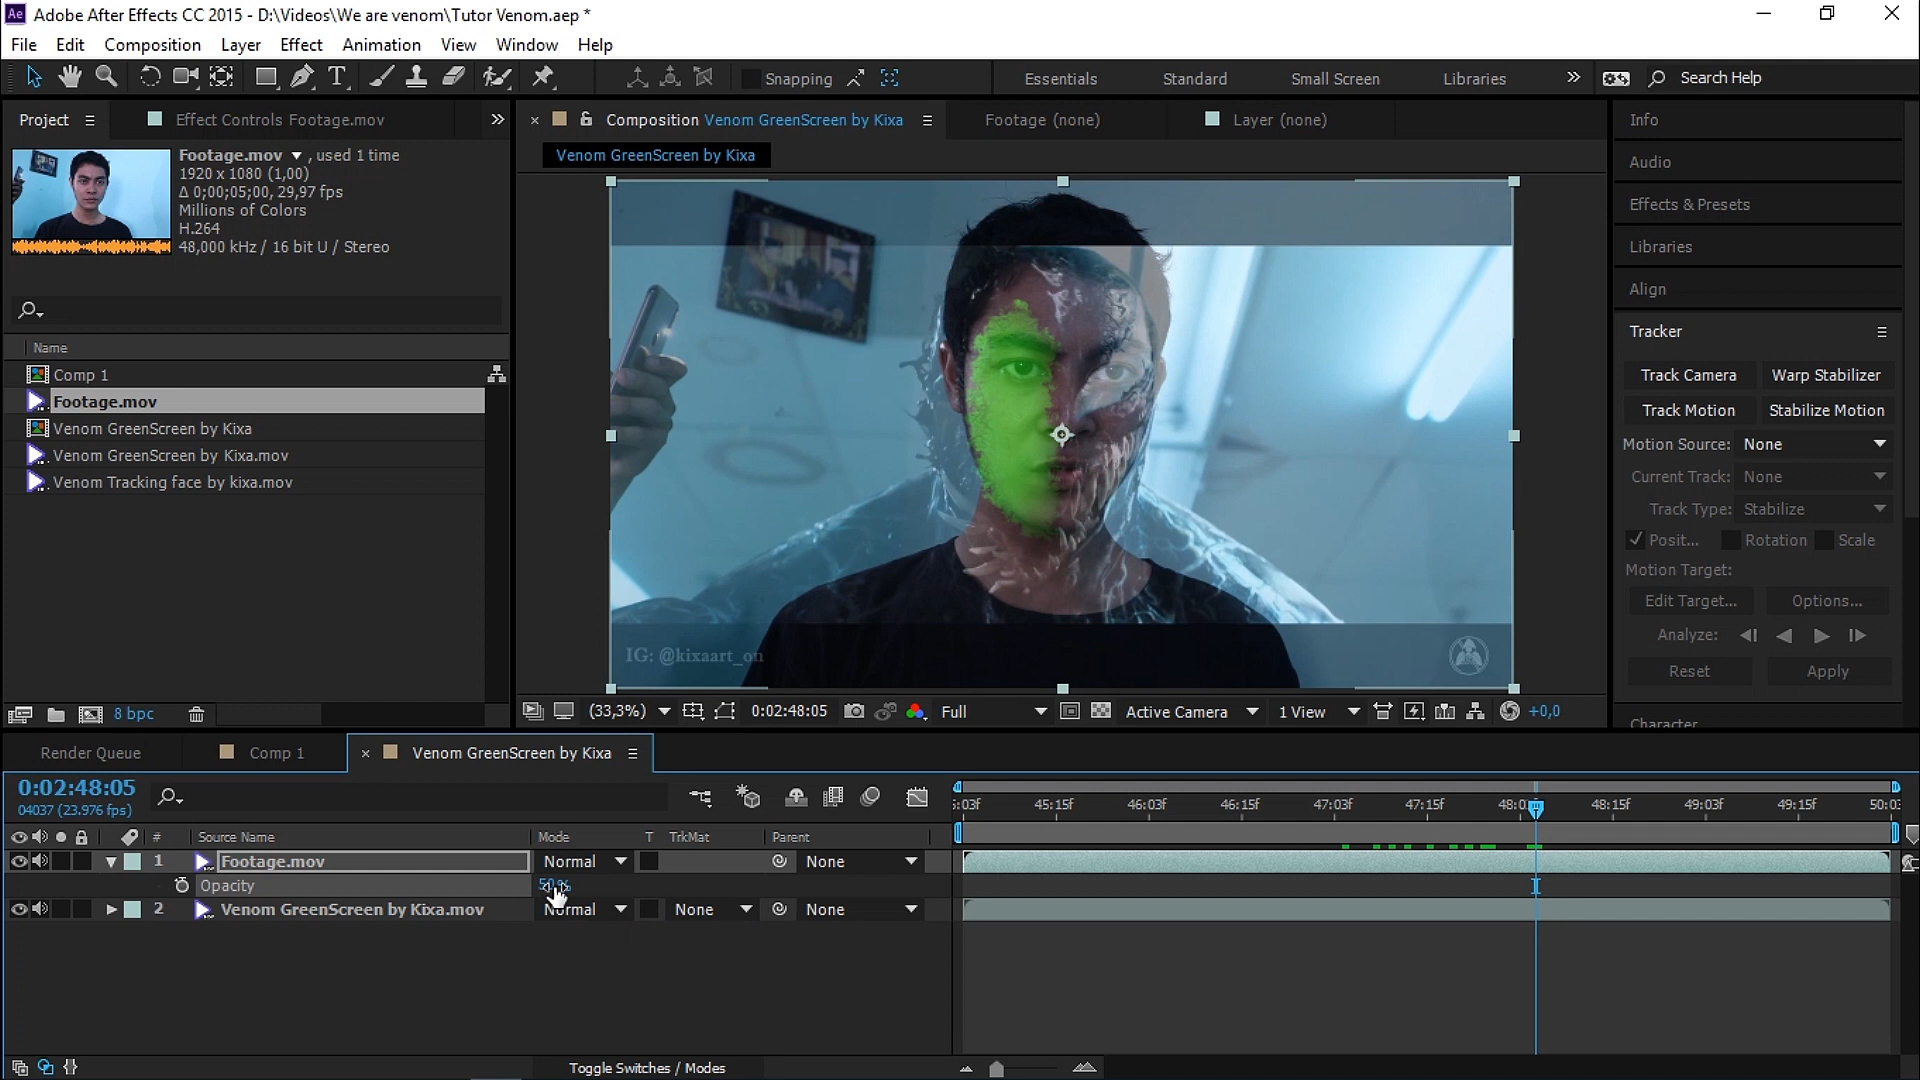 Adobe After Effects CC 2015 - D:\Videos\We are venom\Tutor Venom.aep *
File Edit Composition Layer Effect Animation View Window Help
Snapping Essentials Standard Small Screen Libraries Search Help
Project Effect Controls Footage.mov
Footage.mov , used 1 time
1920 x 1080 (1,00)
Δ 0;00;05;00, 29,97 fps
Millions of Colors
H.264
48,000 kHz / 16 bit U / Stereo
Name
Comp 1
Footage.mov
Venom GreenScreen by Kixa
Venom GreenScreen by Kixa.mov
Venom Tracking face by kixa.mov
8 bpc
Composition Venom GreenScreen by Kixa Footage (none) Layer (none)
Venom GreenScreen by Kixa
IG: @kixaart_on
(33,3%) 0:02:48:05 Full Active Camera 1 View +0,0
Info
Audio
Effects & Presets
Libraries
Align
Tracker
Track Camera Warp Stabilizer
Track Motion Stabilize Motion
Motion Source: None
Current Track: None
Track Type: Stabilize
Posit... Rotation Scale
Motion Target:
Edit Target... Options...
Analyze:
Reset Apply
Character
Render Queue Comp 1 Venom GreenScreen by Kixa
0:02:48:05
04037 (23.976 fps)
:03f 45:15f 46:03f 46:15f 47:03f 47:15f 48:0 48:15f 49:03f 49:15f 50:03
# Source Name Mode T TrkMat Parent
1 Footage.mov Normal None
Opacity
2 Venom GreenScreen by Kixa.mov Normal None None
Toggle Switches / Modes